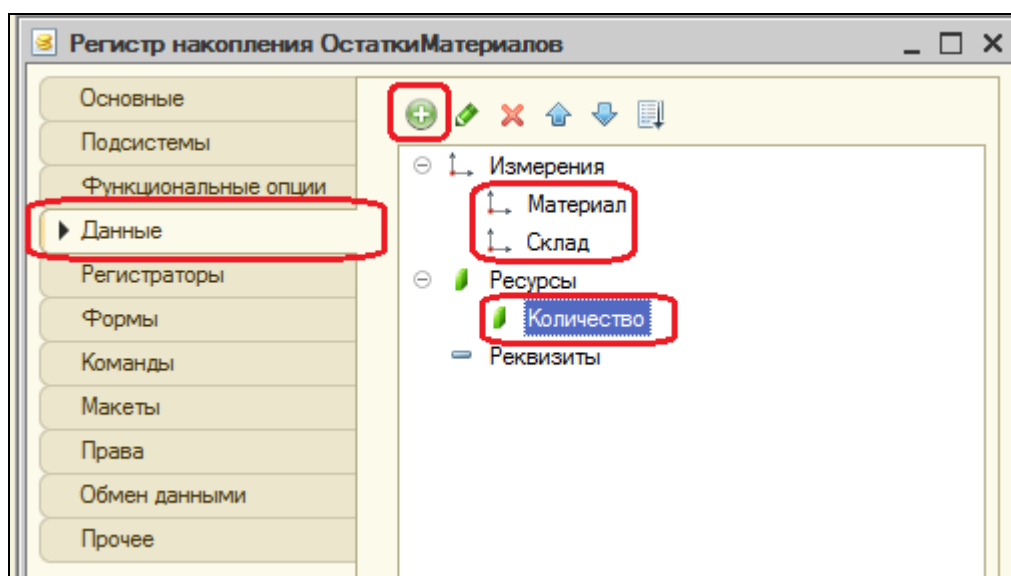 Регистр накопления ОстаткиМатериалов
Основные
Подсистемы
Функциональные опции
Данные
Регистраторы
Формы
Команды
Макеты
Права
Обмен данными
Прочее
Измерения
Материал
Склад
Ресурсы
Количество
Реквизиты